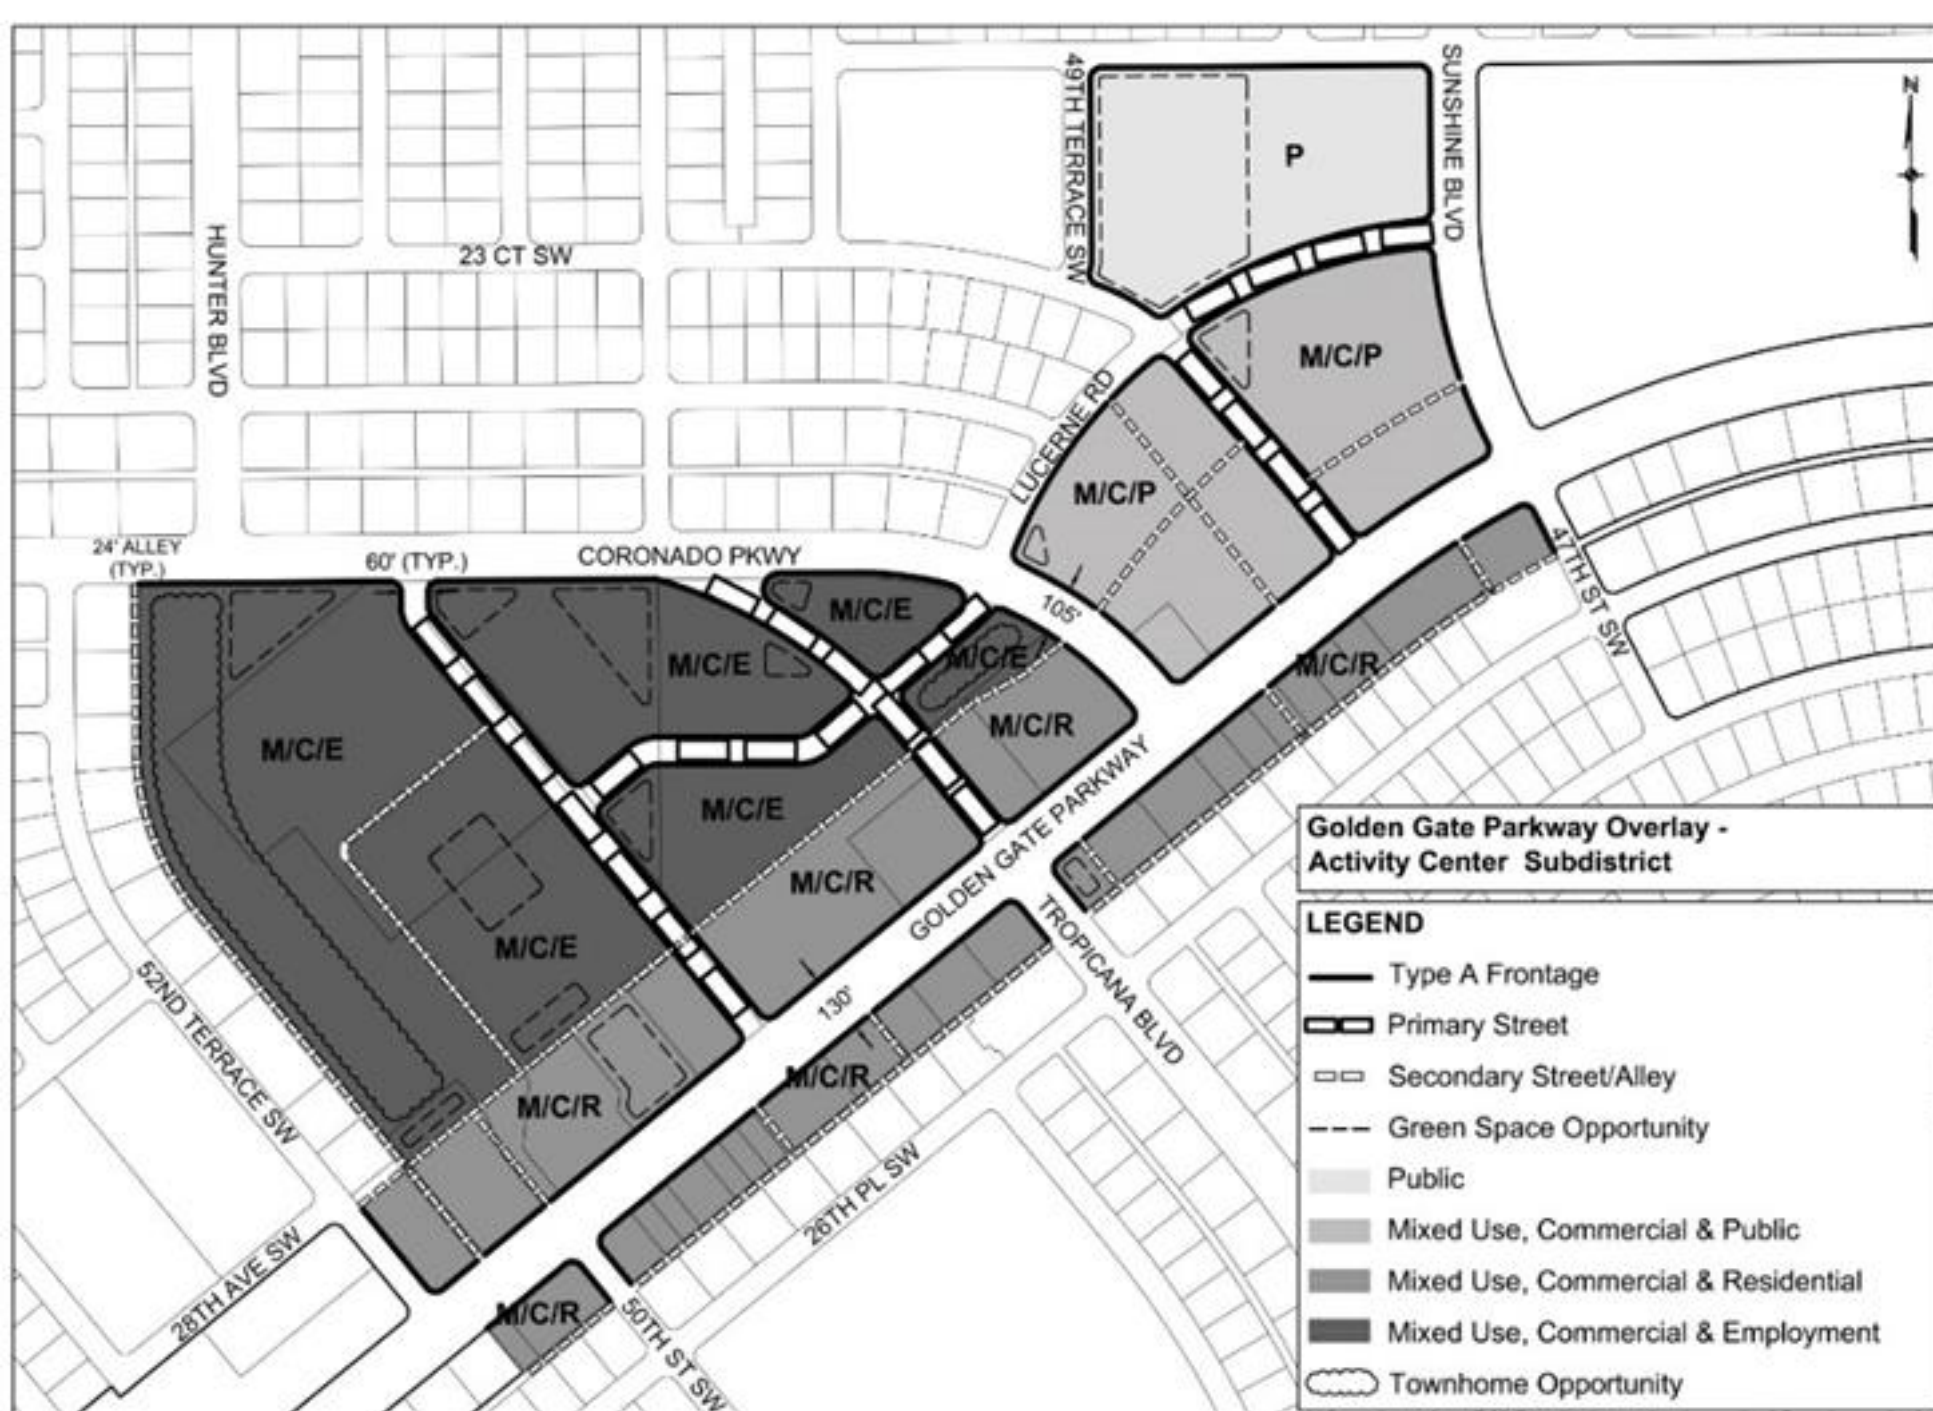 49TH TERRACE SW
SUNSHINE BLVD
N
P
HUNTER BLVD
23 CT SW
M/C/P
LUCERNE RD
M/C/P
24' ALLEY
(TYP.)
60' (TYP.)
CORONADO PKWY
47TH ST SW
M/C/E
105'
M/C/E
M/C/E
M/C/R
M/C/E
M/C/R
M/C/E
GOLDEN GATE PARKWAY
M/C/R
M/C/E
TROPICANA BLVD
52ND TERRACE SW
130'
M/C/R
M/C/R
26TH PL SW
28TH AVE SW
M/C/R
50TH ST SW
Golden Gate Parkway Overlay -
Activity Center Subdistrict
LEGEND
Type A Frontage
Primary Street
Secondary Street/Alley
Green Space Opportunity
Public
Mixed Use, Commercial & Public
Mixed Use, Commercial & Residential
Mixed Use, Commercial & Employment
Townhome Opportunity